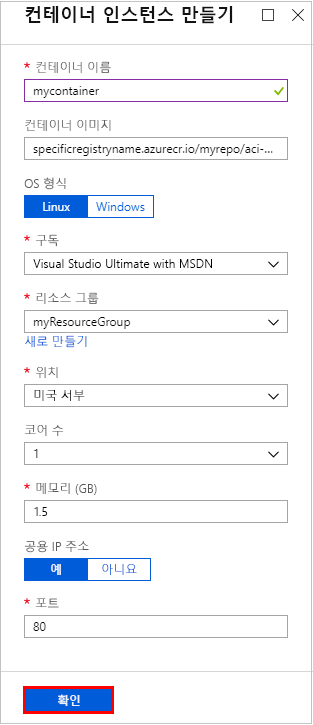 컨테이너 인스턴스 만들기
* 컨테이너 이름
mycontainer
컨테이너 이미지
specificregistryname.azurecr.io/myrepo/aci-...
OS 형식
Linux Windows
* 구독
Visual Studio Ultimate with MSDN
* 리소스 그룹
myResourceGroup
새로 만들기
* 위치
미국 서부
코어 수
1
* 메모리 (GB)
1.5
공용 IP 주소
예 아니요
* 포트
80
확인